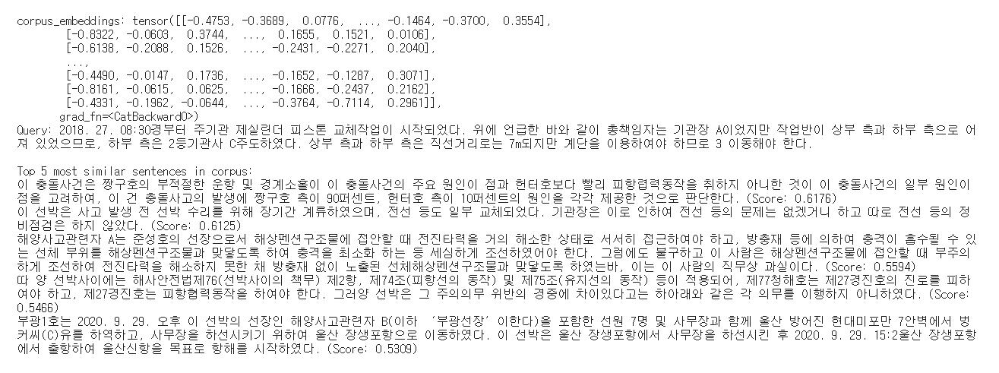 corpus_embeddings: tensor([[-0.4753, -0.3689,  0.0776,  ..., -0.1464, -0.3700,  0.3554],
        [-0.8322, -0.0603,  0.3744,  ...,  0.1655,  0.1521,  0.0106],
        [-0.6138, -0.2088,  0.1526,  ..., -0.2431, -0.2271,  0.2040],
        ...,
        [-0.4490, -0.0147,  0.1736,  ..., -0.1652, -0.1287,  0.3071],
        [-0.8161, -0.0615,  0.0625,  ..., -0.1666, -0.2437,  0.2162],
        [-0.4331, -0.1962, -0.0644,  ..., -0.3764, -0.7114,  0.2961]],
       grad_fn=<CatBackward0>)
Query: 2018. 27. 08:30경부터 주기관 제실린더 피스톤 교체작업이 시작되었다. 위에 언급한 바와 같이 총책임자는 기관장 A이었지만 작업반이 상부 측과 하부 측으로 어
져 있었으므로, 하부 측은 2등기관사 C주도하였다. 상부 측과 하부 측은 직선거리로는 7m되지만 계단을 이용하여야 하므로 3 이동해야 한다.
Top 5 most similar sentences in corpus:
이 충돌사건은 짱구호의 부적절한 운항 및 경계소홀이 이 충돌사건의 주요 원인이 점과 헌터호보다 빨리 피항협력동작을 취하지 아니한 것이 이 충돌사건의 일부 원인이
점을 고려하여, 이 건 충돌사고의 발생에 짱구호 측이 90퍼센트, 헌터호 측이 10퍼센트의 원인을 각각 제공한 것으로 판단한다. (Score: 0.6176)
이 선박은 사고 발생 전 선박 수리를 위해 장기간 계류하였으며, 전선 등도 일부 교체되었다. 기관장은 이로 인하여 전선 등의 문제는 없겠거니 하고 따로 전선 등의 정
비점검은 하지 않았다. (Score: 0.6125)
해양사고관련자 A는 준성호의 선장으로서 해상펜션구조물에 접안할 때 전진타력을 거의 해소한 상태로 서서히 접근하여야 하고, 방충재 등에 의하여 충격이 흡수될 수 있
는 선체 부위를 해상펜션구조물과 맞닿도록 하여 충격을 최소화 하는 등 세심하게 조선하였어야 한다. 그럼에도 불구하고 이 사람은 해상펜션구조물에 접안할 때 부주의
하게 조선하여 전진타력을 해소하지 못한 채 방충재 없이 노출된 선체해상펜션구조물과 맞닿도록 하였는바, 이는 이 사람의 직무상 과실이다. (Score: 0.5594)
따 양 선박사이에는 해사안전법제76(선박사이의 책무) 제2항, 제74조(피항선의 동작) 및 제75조(유지선의 동작) 등이 적용되어, 제77청해호는 제27경진호의 진로를 피하
여야 하고, 제27경진호는 피항협력동작을 하여야 한다. 그러양 선박은 그 주의의무 위반의 경중에 차이있다고는 하아래와 같은 각 의무를 이행하지 아니하였다. (Score:
0.5466)
부광1호는 2020. 9. 29. 오후 이 선박의 선장인 해양사고관련자 B(이하 ‘부광선장’이한다)을 포함한 선원 7명 및 사무장과 함께 울산 방어진 현대미포만 7안벽에서 벙
커씨(C)유를 하역하고, 사무장을 하선시키기 위하여 울산 장생포항으로 이동하였다. 이 선박은 울산 장생포항에서 사무장을 하선시킨 후 2020. 9. 29. 15:2울산 장생포항
에서 출항하여 울산신항을 목표로 항해를 시작하였다. (Score: 0.5309)